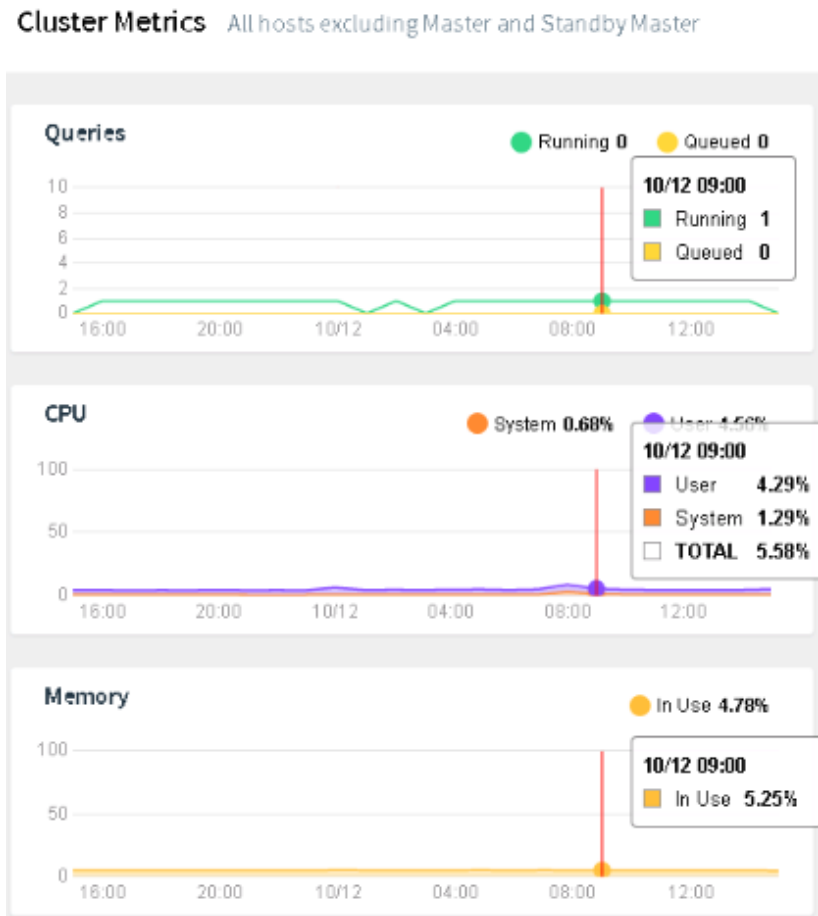 Cluster Metrics All hosts excluding Master and Standby Master
Queries
Running 0 Queued 0
10/12 09:00
Running 1
Queued 0
10
8
6
4
2
0
16:00 20:00 10/12 04:00 08:00 12:00
CPU
System 0.68% User 4.56%
10/12 09:00
User 4.29%
System 1.29%
TOTAL 5.58%
100
50
0
16:00 20:00 10/12 04:00 08:00 12:00
Memory
In Use 4.78%
10/12 09:00
In Use 5.25%
100
50
0
16:00 20:00 10/12 04:00 08:00 12:00